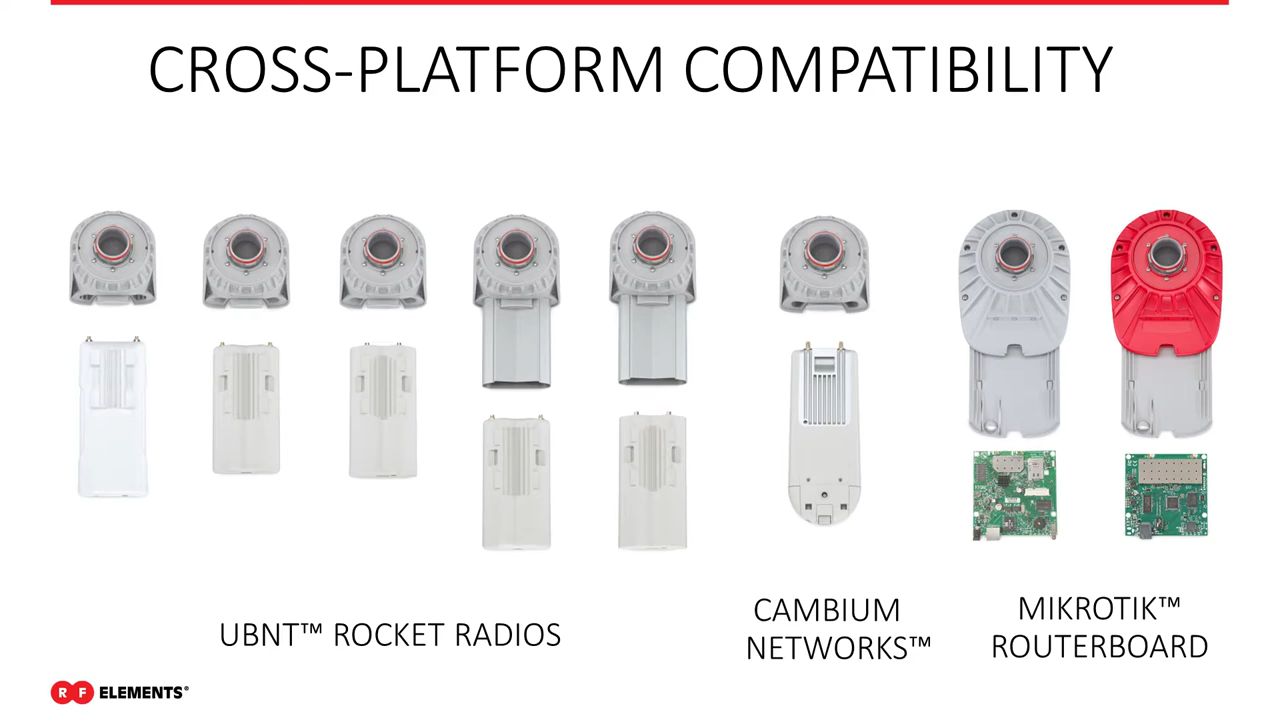 CROSS-PLATFORM COMPATIBILITY
UBNT™ ROCKET RADIOS
CAMBIUM
NETWORKS™
MIKROTIK™
ROUTERBOARD
RF ELEMENTS®